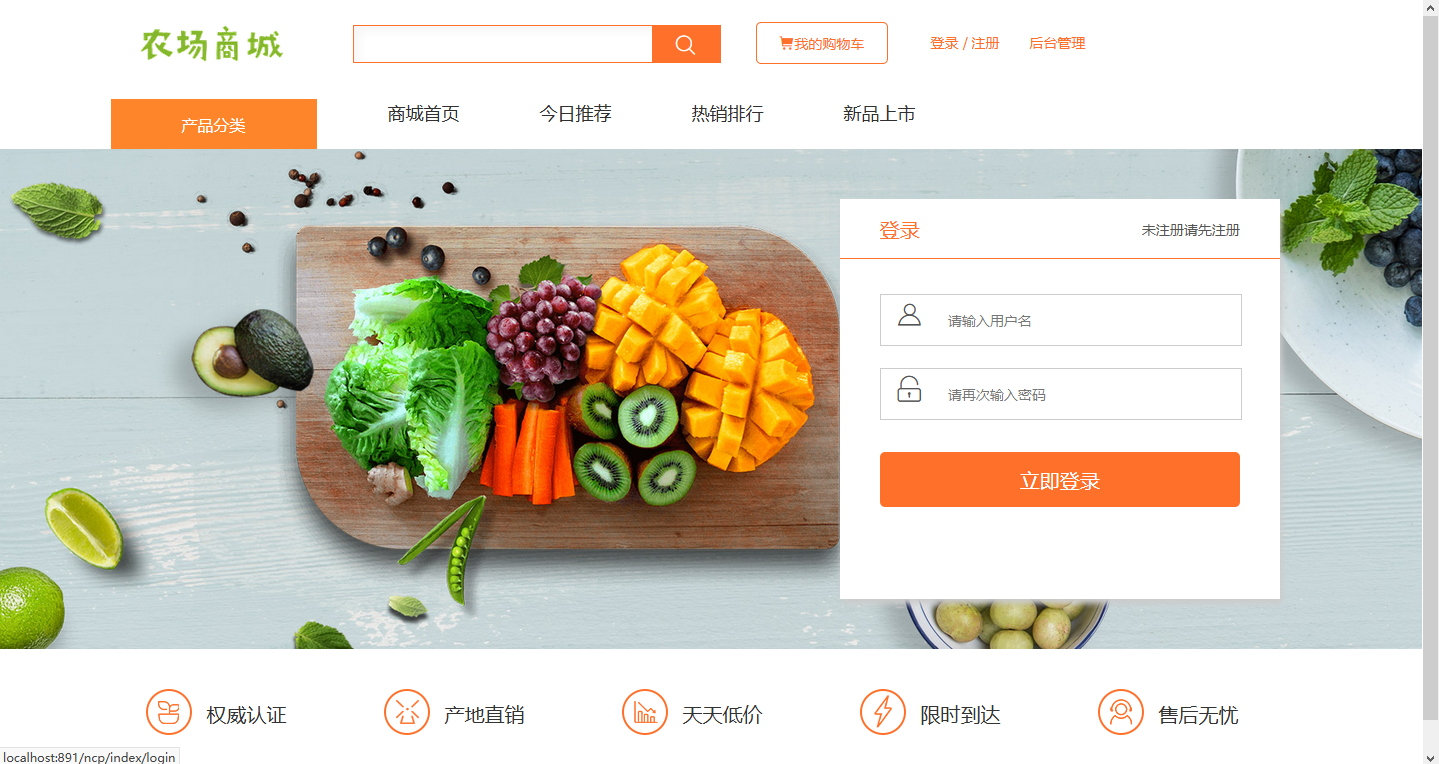 农场商城
我的购物车
登录 / 注册
后台管理
产品分类
商城首页
今日推荐
热销排行
新品上市
登录
未注册请先注册
请输入用户名
请再次输入密码
立即登录
权威认证
产地直销
天天低价
限时到达
售后无忧
localhost:891/ncp/index/login